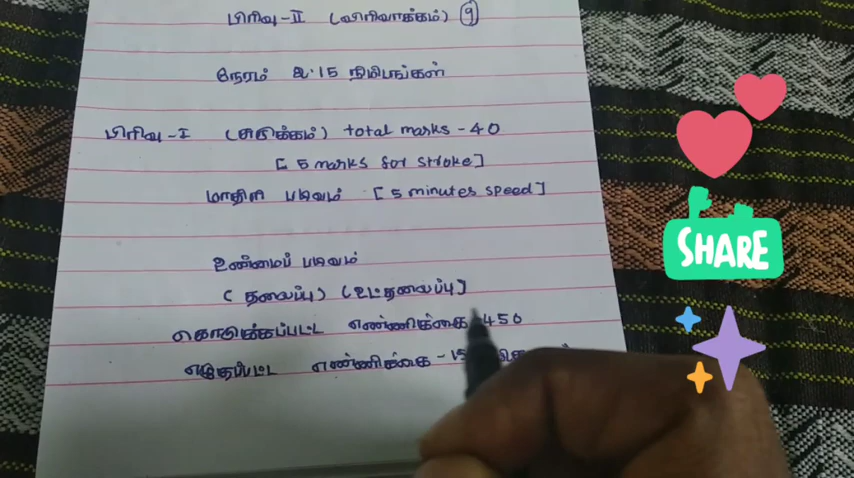 பிரிவு-II (விரிவாக்கம்) ⑨
நேரம் 2.15 நிமிடங்கள்
பிரிவு-I (சுருக்கம்) total marks - 40
[5 marks for stroke]
மாதிரி படிவம் [5 minutes speed]
உண்மைப் படிவம்
(தலைப்பு) (உட்தலைப்பு]
கொடுக்கப்பட்ட எண்ணிக்கை 450
எழுதப்பட்ட எண்ணிக்கை - 15
SHARE